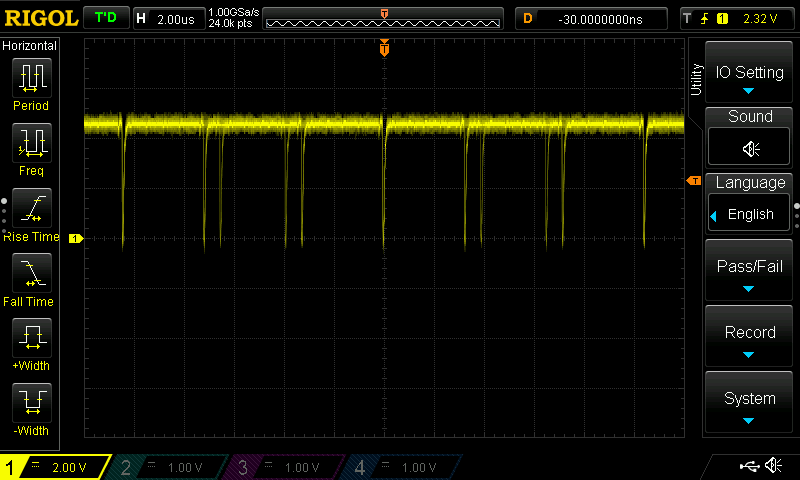 RIGOL
T'D
H 2.00us
1.00GSa/s
24.0k pts
T
D -30.0000000ns
T 1 2.32 V
Horizontal
Period
Freq
Rise Time
Fall Time
+Width
-Width
T
T
1
Utility
IO Setting
Sound
Language
English
Pass/Fail
Record
System
1 2.00 V
2 1.00 V
3 1.00 V
4 1.00 V